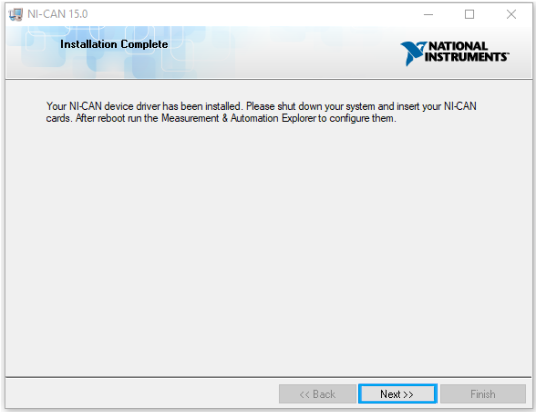 NI-CAN 15.0
Installation Complete
NATIONAL
INSTRUMENTS™
Your NI-CAN device driver has been installed. Please shut down your system and insert your NI-CAN
cards. After reboot run the Measurement & Automation Explorer to configure them.
<< Back
Next >>
Finish